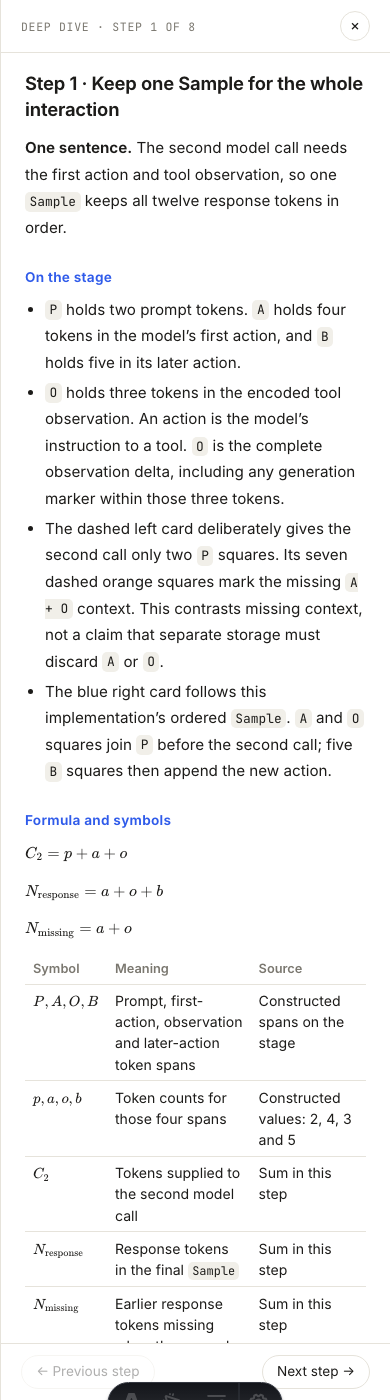 DEEP DIVE · STEP 1 OF 8
×
Step 1 · Keep one Sample for the whole
interaction
One sentence. The second model call needs
the first action and tool observation, so one
Sample keeps all twelve response tokens in
order.
On the stage
• P holds two prompt tokens. A holds four
tokens in the model’s first action, and B
holds five in its later action.
• O holds three tokens in the encoded tool
observation. An action is the model’s
instruction to a tool. O is the complete
observation delta, including any generation
marker within those three tokens.
• The dashed left card deliberately gives the
second call only two P squares. Its seven
dashed orange squares mark the missing A
+ O context. This contrasts missing context,
not a claim that separate storage must
discard A or O.
• The blue right card follows this
implementation’s ordered Sample. A and O
squares join P before the second call; five
B squares then append the new action.
Formula and symbols
C₂ = p + a + o
N_response = a + o + b
N_missing = a + o
Symbol Meaning Source
P, A, O, B Prompt, first-action, observation and later-action token spans Constructed spans on the stage
p, a, o, b Token counts for those four spans Constructed values: 2, 4, 3 and 5
C₂ Tokens supplied to the second model call Sum in this step
N_response Response tokens in the final Sample Sum in this step
N_missing Earlier response tokens missing Sum in this step
← Previous step
Next step →